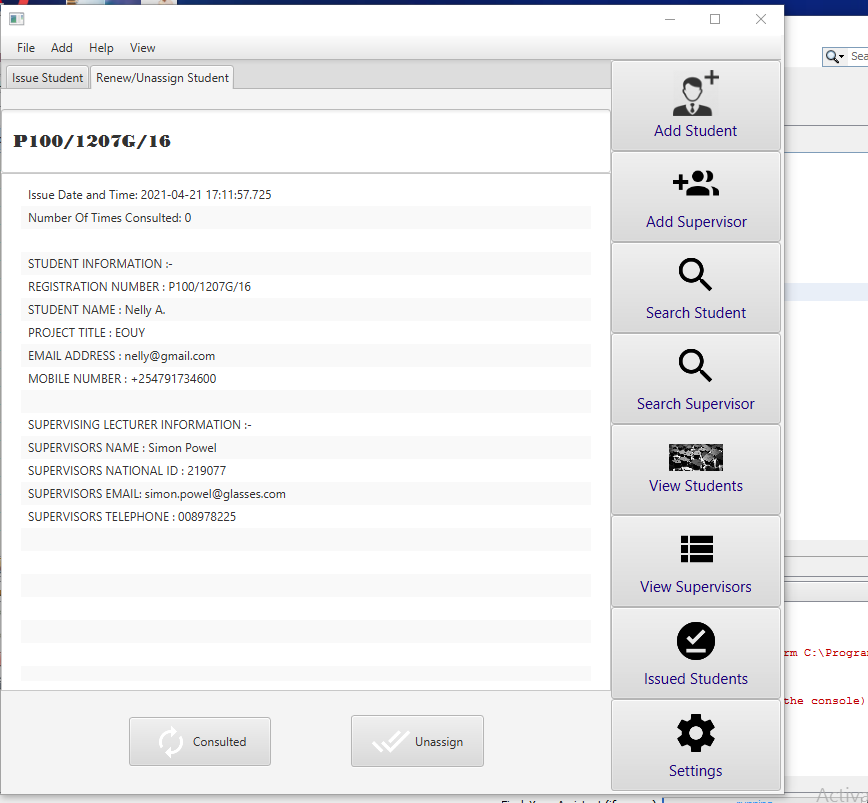 File Add Help View
Issue Student
Renew/Unassign Student
P100/1207G/16
Issue Date and Time: 2021-04-21 17:11:57.725
Number Of Times Consulted: 0
STUDENT INFORMATION :-
REGISTRATION NUMBER : P100/1207G/16
STUDENT NAME : Nelly A.
PROJECT TITLE : EOUY
EMAIL ADDRESS : nelly@gmail.com
MOBILE NUMBER : +254791734600
SUPERVISING LECTURER INFORMATION :-
SUPERVISORS NAME : Simon Powel
SUPERVISORS NATIONAL ID : 219077
SUPERVISORS EMAIL: simon.powel@glasses.com
SUPERVISORS TELEPHONE : 008978225
Consulted
Unassign
Add Student
Add Supervisor
Search Student
Search Supervisor
View Students
View Supervisors
Issued Students
Settings
Sea
rm C:\Progra
the console)
Activa